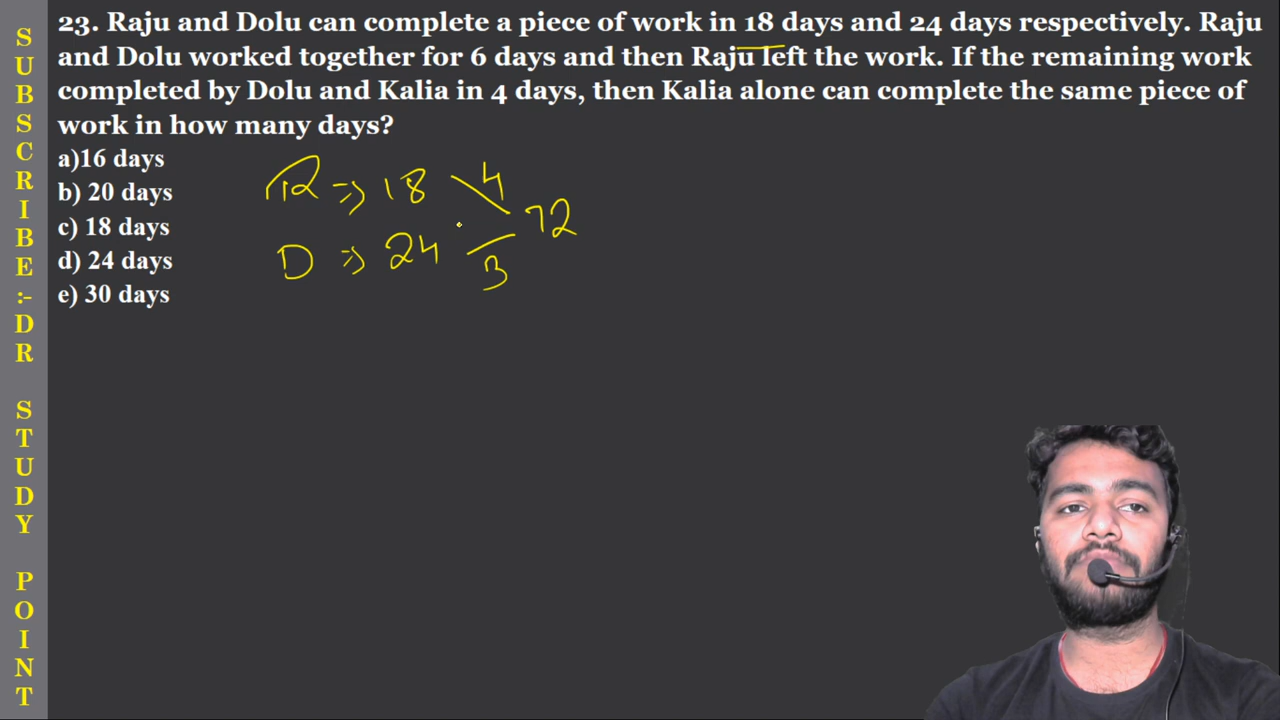 23. Raju and Dolu can complete a piece of work in 18 days and 24 days respectively. Raju
and Dolu worked together for 6 days and then Raju left the work. If the remaining work
completed by Dolu and Kalia in 4 days, then Kalia alone can complete the same piece of
work in how many days?
a)16 days
b) 20 days
c) 18 days
d) 24 days
e) 30 days
R => 18 4
72
D => 24 3
SUBSCRIBE:-DR STUDY POINT